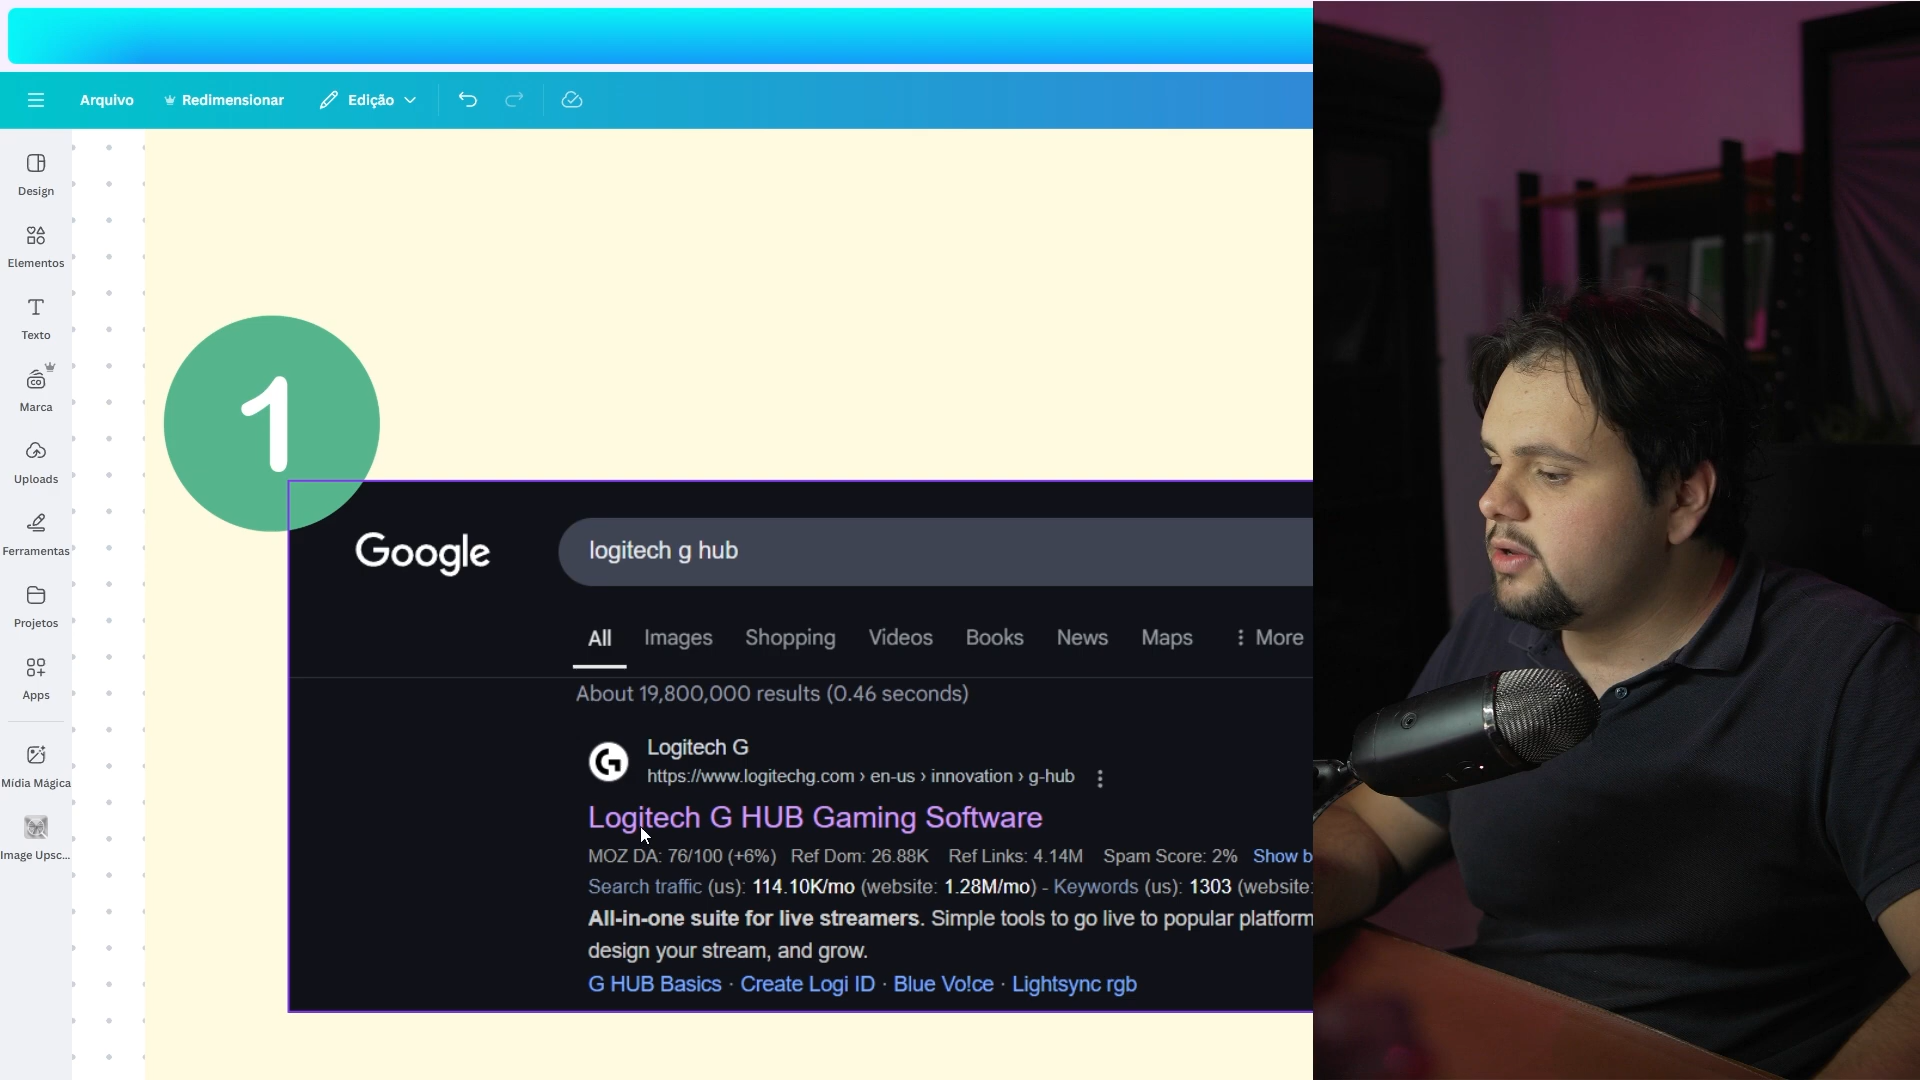 Arquivo
Redimensionar
Edição
Design
Elementos
Texto
Marca
Uploads
Ferramentas
Projetos
Apps
Mídia Mágica
Image Upsc...
1
Google
logitech g hub
All Images Shopping Videos Books News Maps More
About 19,800,000 results (0.46 seconds)
Logitech G
https://www.logitechg.com › en-us › innovation › g-hub
Logitech G HUB Gaming Software
MOZ DA: 76/100 (+6%) Ref Dom: 26.88K Ref Links: 4.14M Spam Score: 2% Show b
Search traffic (us): 114.10K/mo (website: 1.28M/mo) - Keywords (us): 1303 (website:
All-in-one suite for live streamers. Simple tools to go live to popular platform
design your stream, and grow.
G HUB Basics · Create Logi ID · Blue Vo!ce · Lightsync rgb